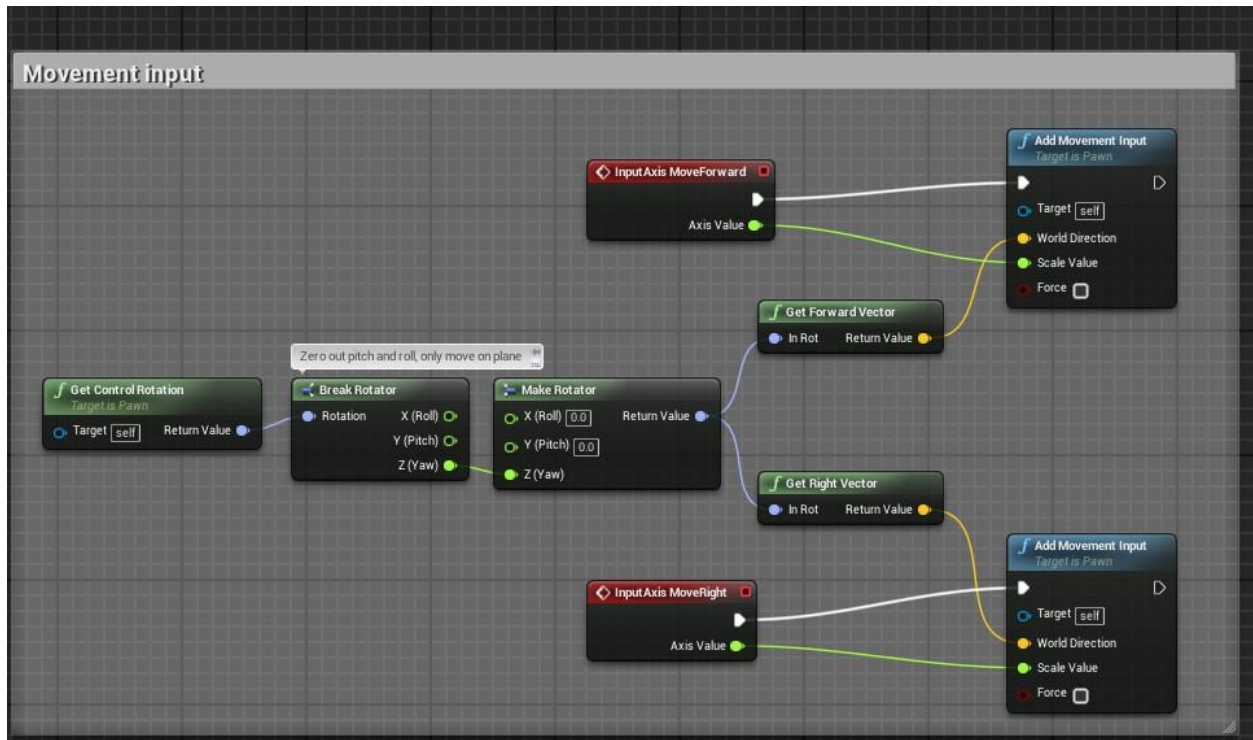 Movement input
Add Movement Input
Target is Pawn
Target self
World Direction
Scale Value
Force
InputAxis MoveForward
Axis Value
Get Forward Vector
In Rot Return Value
Zero out pitch and roll, only move on plane
Get Control Rotation
Target is Pawn
Target self Return Value
Break Rotator
Rotation X (Roll)
Y (Pitch)
Z (Yaw)
Make Rotator
X (Roll) 0.0 Return Value
Y (Pitch) 0.0
Z (Yaw)
Get Right Vector
In Rot Return Value
InputAxis MoveRight
Axis Value
Add Movement Input
Target is Pawn
Target self
World Direction
Scale Value
Force